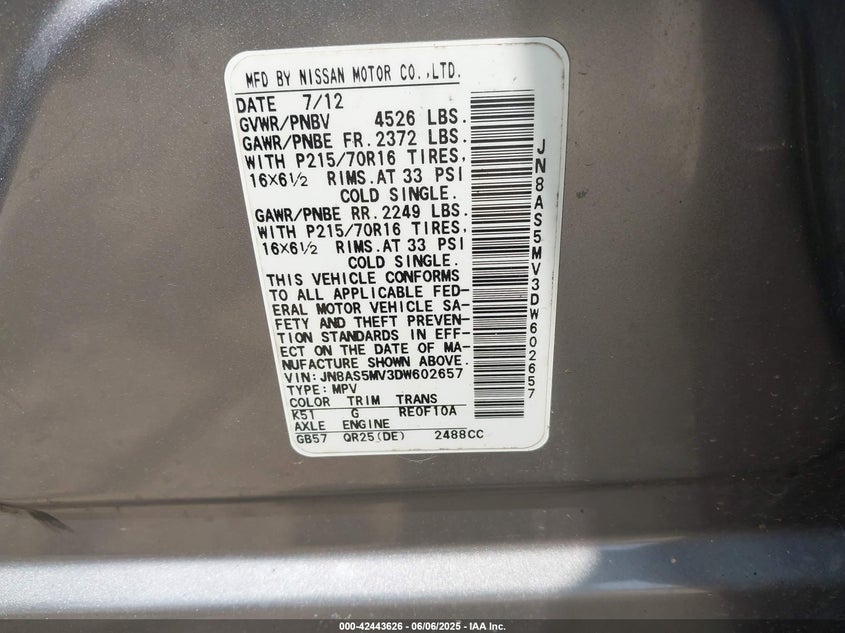 MFD BY NISSAN MOTOR CO.,LTD.
DATE 7/12
GVWR/PNBV 4526 LBS.
GAWR/PNBE FR.2372 LBS.
WITH P215/70R16 TIRES,
16×6½ RIMS.AT 33 PSI
COLD SINGLE.
GAWR/PNBE RR.2249 LBS.
WITH P215/70R16 TIRES,
16×6½ RIMS.AT 33 PSI
COLD SINGLE.
THIS VEHICLE CONFORMS
TO ALL APPLICABLE FED-
ERAL MOTOR VEHICLE SA-
FETY AND THEFT PREVEN-
TION STANDARDS IN EFF-
ECT ON THE DATE OF MA-
NUFACTURE SHOWN ABOVE.
VIN:JN8AS5MV3DW602657
TYPE:MPV
COLOR TRIM TRANS
K51 G RE0F10A
AXLE ENGINE
GB57 QR25(DE) 2488CC
JN8AS5MV3DW602657
000-42443626 - 06/06/2025 - IAA Inc.